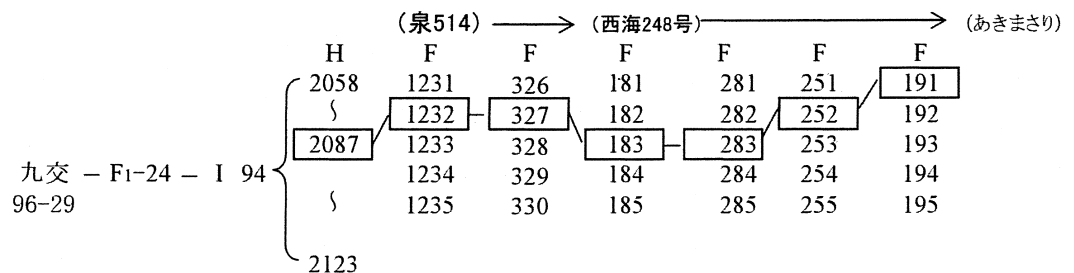 (泉514) (西海248号) (あきまさり)
H F F F F F F
2058 1231 326 181 281 251 191
~ 1232 327 182 282 252 192
2087 1233 328 183 283 253 193
九交 - F1-24 - I 94 1234 329 184 284 254 194
96-29 ~ 1235 330 185 285 255 195
2123